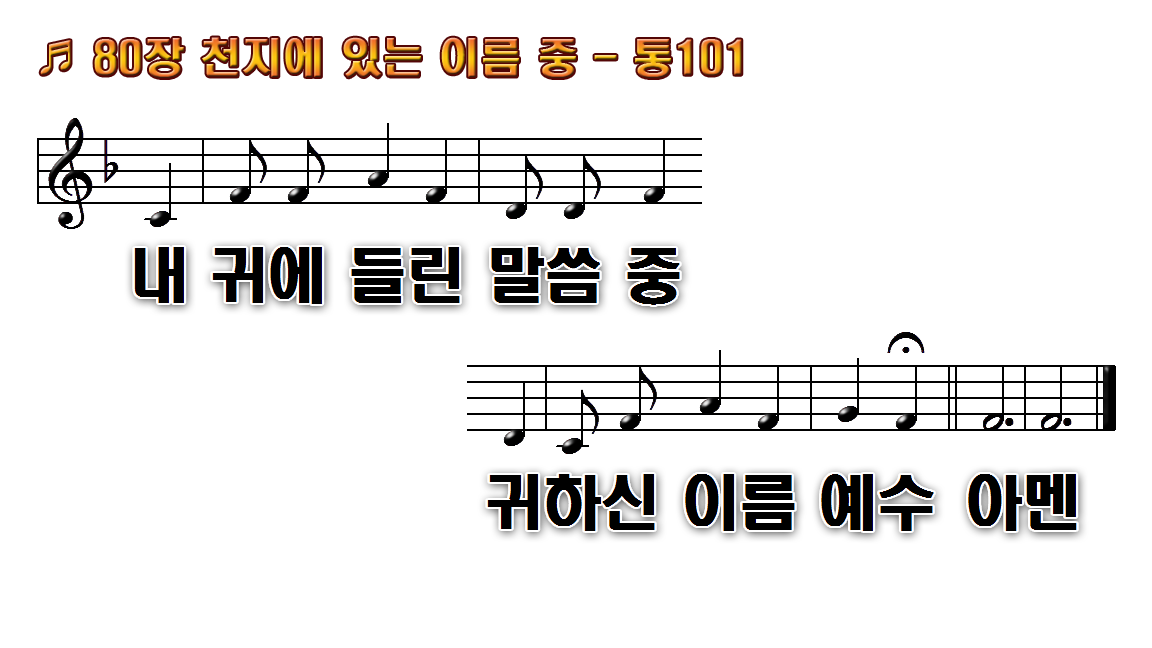 80장 천지에 있는 이름 중 - 통101
내 귀에 들린 말씀 중
귀하신 이름 예수 아멘